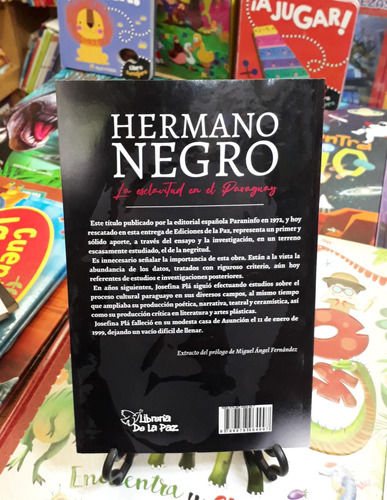 ¡A JUGAR!
HERMANO
NEGRO
La esclavitud en el Paraguay
Este título publicado por la editorial española Paraninfo en 1972, y hoy
rescatado en esta entrega de Ediciones de la Paz, representa un primer y
sólido aporte, a través del ensayo y la investigación, en un terreno
escasamente estudiado, el de la negritud.
Es innecesario señalar la importancia de esta obra. Están a la vista la
abundancia de los datos, tratados con riguroso criterio, aún hoy
referentes de estudios e investigaciones posteriores.
En años siguientes, Josefina Plá siguió efectuando estudios sobre el
proceso cultural paraguayo en sus diversos campos, al mismo tiempo
que ampliaba su producción poética, narrativa, teatral y ceramística, así
como su producción crítica en literatura y artes plásticas.
Josefina Plá falleció en su modesta casa de Asunción el 11 de enero de
1999, dejando un vacío difícil de llenar.
Extracto del prólogo de Miguel Ángel Fernández
Librería
De la Paz
Encuentra